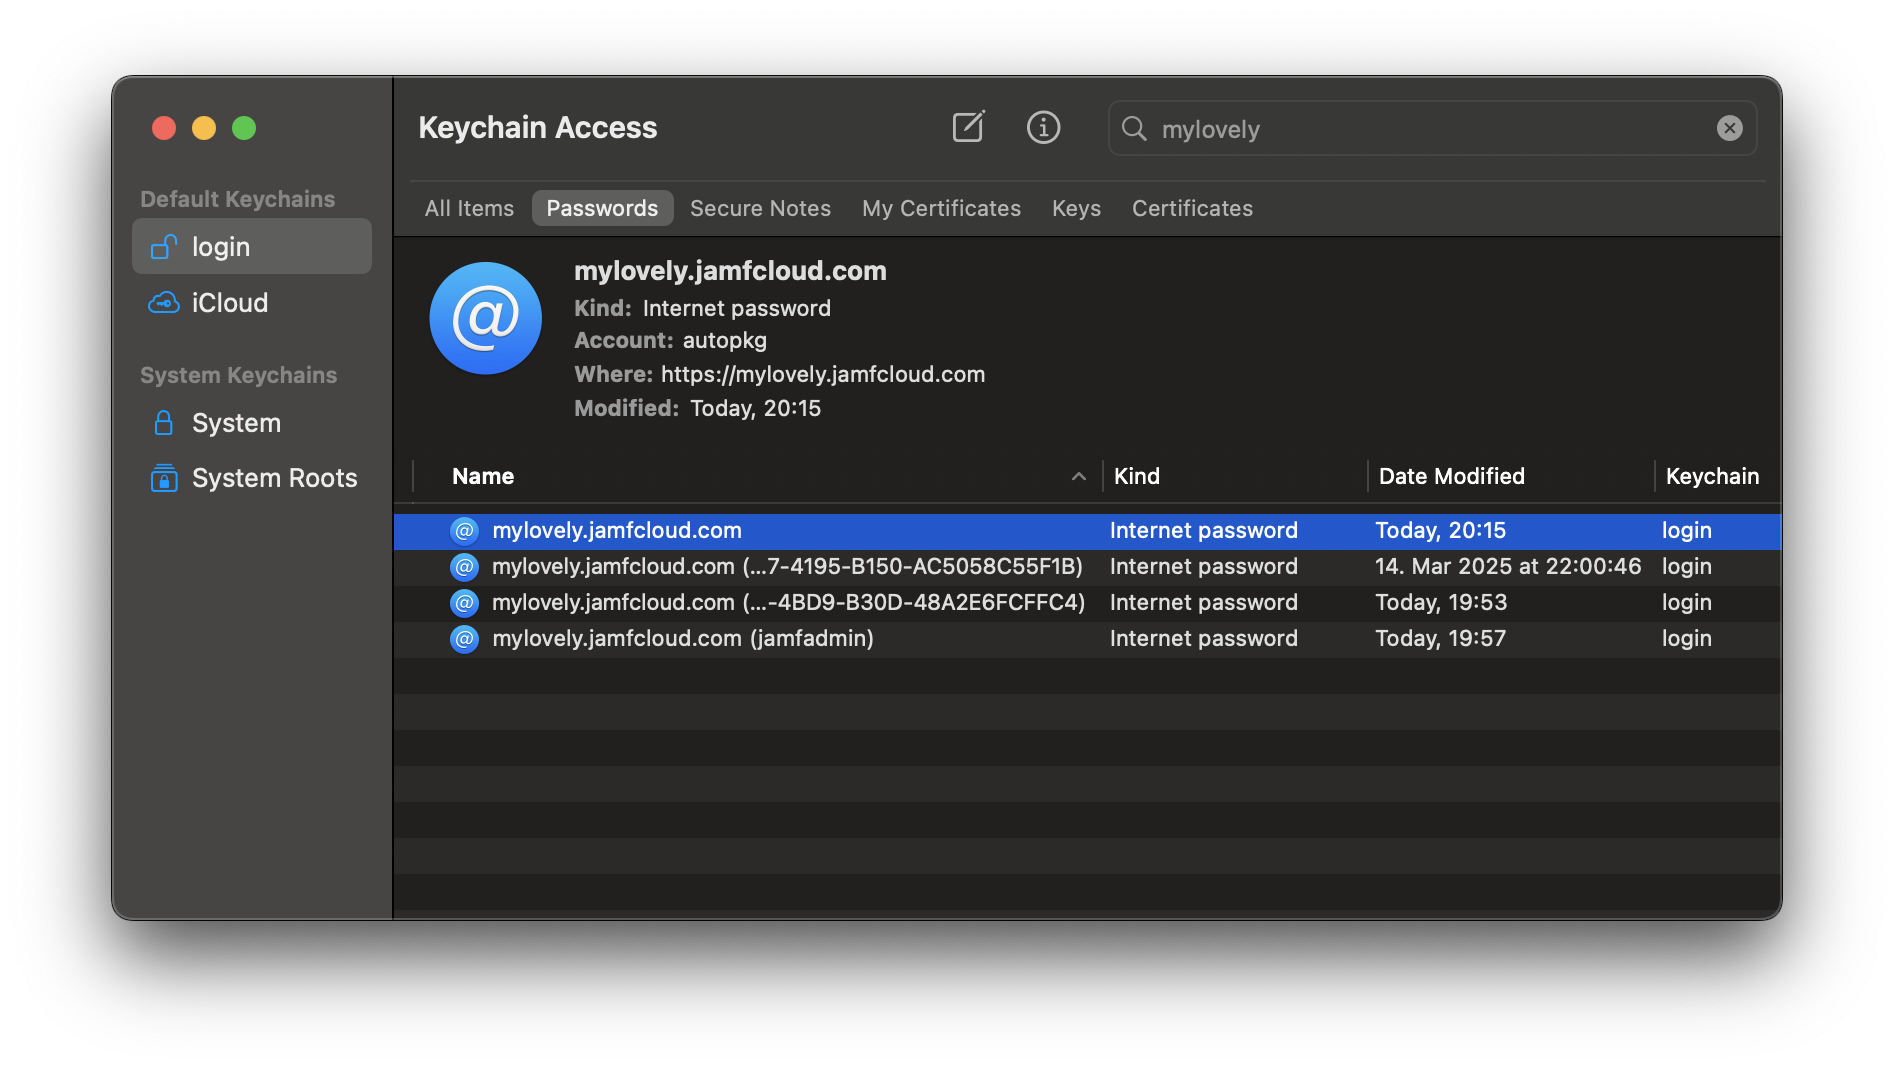 Keychain Access
mylovely
Default Keychains
login
iCloud
System Keychains
System
System Roots
All Items Passwords Secure Notes My Certificates Keys Certificates
@
mylovely.jamfcloud.com
Kind: Internet password
Account: autopkg
Where: https://mylovely.jamfcloud.com
Modified: Today, 20:15
Name Kind Date Modified Keychain
@ mylovely.jamfcloud.com Internet password Today, 20:15 login
@ mylovely.jamfcloud.com (...7-4195-B150-AC5058C55F1B) Internet password 14. Mar 2025 at 22:00:46 login
@ mylovely.jamfcloud.com (...-4BD9-B30D-48A2E6FCFFC4) Internet password Today, 19:53 login
@ mylovely.jamfcloud.com (jamfadmin) Internet password Today, 19:57 login